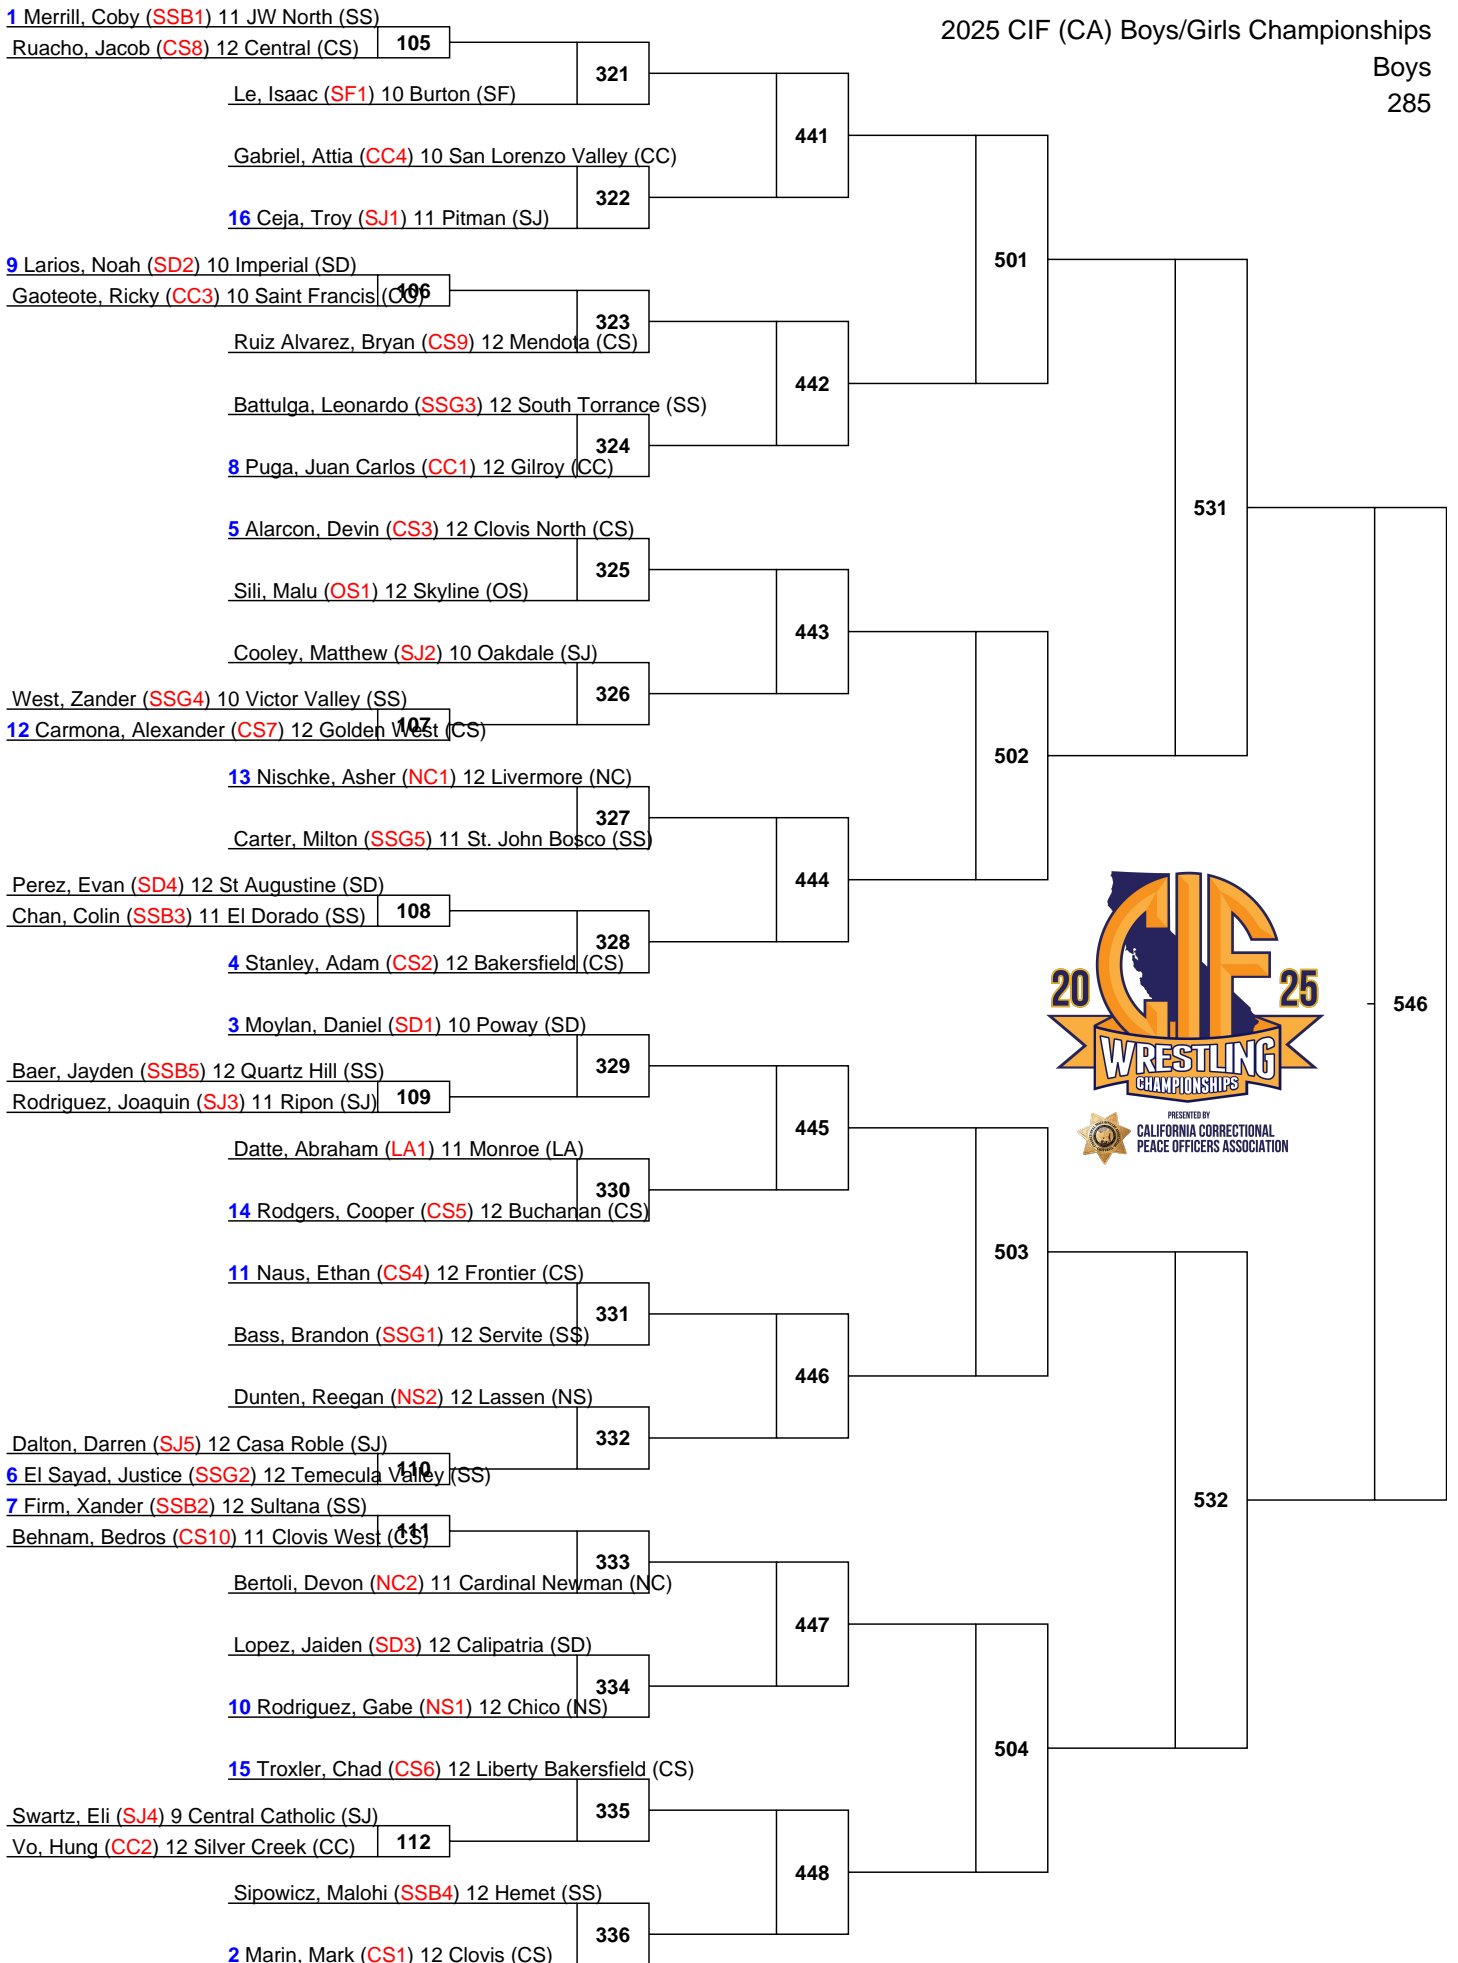 2025 CIF (CA) Boys/Girls Championships
Boys
285
1 Merrill, Coby (SSB1) 11 JW North (SS)
Ruacho, Jacob (CS8) 12 Central (CS)
105
321
Le, Isaac (SF1) 10 Burton (SF)
441
Gabriel, Attia (CC4) 10 San Lorenzo Valley (CC)
322
16 Ceja, Troy (SJ1) 11 Pitman (SJ)
501
9 Larios, Noah (SD2) 10 Imperial (SD)
Gaoteote, Ricky (CC3) 10 Saint Francis (CC)
106
323
Ruiz Alvarez, Bryan (CS9) 12 Mendota (CS)
442
Battulga, Leonardo (SSG3) 12 South Torrance (SS)
324
8 Puga, Juan Carlos (CC1) 12 Gilroy (CC)
531
5 Alarcon, Devin (CS3) 12 Clovis North (CS)
325
Sili, Malu (OS1) 12 Skyline (OS)
443
Cooley, Matthew (SJ2) 10 Oakdale (SJ)
326
West, Zander (SSG4) 10 Victor Valley (SS)
12 Carmona, Alexander (CS7) 12 Golden West (CS)
107
502
13 Nischke, Asher (NC1) 12 Livermore (NC)
327
Carter, Milton (SSG5) 11 St. John Bosco (SS)
444
Perez, Evan (SD4) 12 St Augustine (SD)
Chan, Colin (SSB3) 11 El Dorado (SS)
108
328
4 Stanley, Adam (CS2) 12 Bakersfield (CS)
20 CIF 25
WRESTLING
CHAMPIONSHIPS
PRESENTED BY
CALIFORNIA CORRECTIONAL
PEACE OFFICERS ASSOCIATION
546
3 Moylan, Daniel (SD1) 10 Poway (SD)
329
Baer, Jayden (SSB5) 12 Quartz Hill (SS)
Rodriguez, Joaquin (SJ3) 11 Ripon (SJ)
109
445
Datte, Abraham (LA1) 11 Monroe (LA)
330
14 Rodgers, Cooper (CS5) 12 Buchanan (CS)
503
11 Naus, Ethan (CS4) 12 Frontier (CS)
331
Bass, Brandon (SSG1) 12 Servite (SS)
446
Dunten, Reegan (NS2) 12 Lassen (NS)
332
Dalton, Darren (SJ5) 12 Casa Roble (SJ)
6 El Sayad, Justice (SSG2) 12 Temecula Valley (SS)
110
532
7 Firm, Xander (SSB2) 12 Sultana (SS)
Behnam, Bedros (CS10) 11 Clovis West (CS)
111
333
Bertoli, Devon (NC2) 11 Cardinal Newman (NC)
447
Lopez, Jaiden (SD3) 12 Calipatria (SD)
334
10 Rodriguez, Gabe (NS1) 12 Chico (NS)
504
15 Troxler, Chad (CS6) 12 Liberty Bakersfield (CS)
335
Swartz, Eli (SJ4) 9 Central Catholic (SJ)
Vo, Hung (CC2) 12 Silver Creek (CC)
112
448
Sipowicz, Malohi (SSB4) 12 Hemet (SS)
336
2 Marin, Mark (CS1) 12 Clovis (CS)